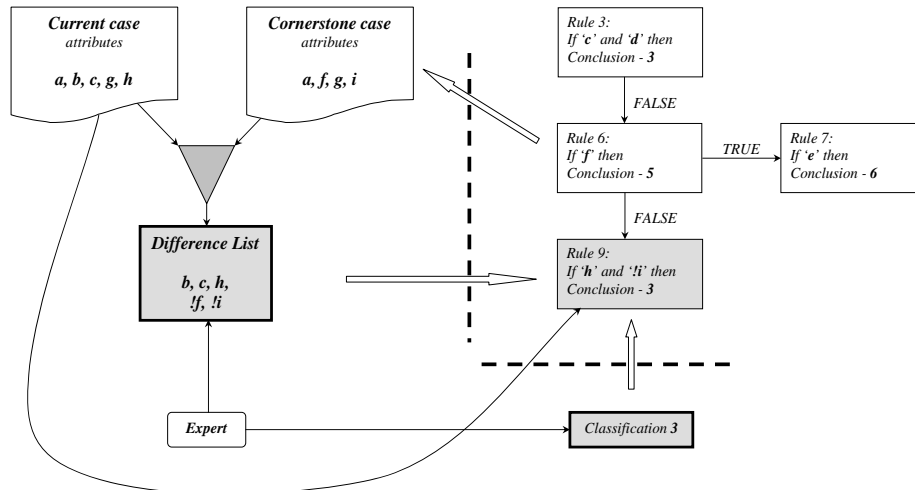 Current case
attributes
a, b, c, g, h
Cornerstone case
attributes
a, f, g, i
Rule 3:
If ‘c’ and ‘d’ then
Conclusion - 3
FALSE
Rule 6:
If ‘f’ then
Conclusion - 5
TRUE
Rule 7:
If ‘e’ then
Conclusion - 6
FALSE
Difference List
b, c, h,
!f, !i
Rule 9:
If ‘h’ and ‘!i’ then
Conclusion - 3
Expert
Classification 3